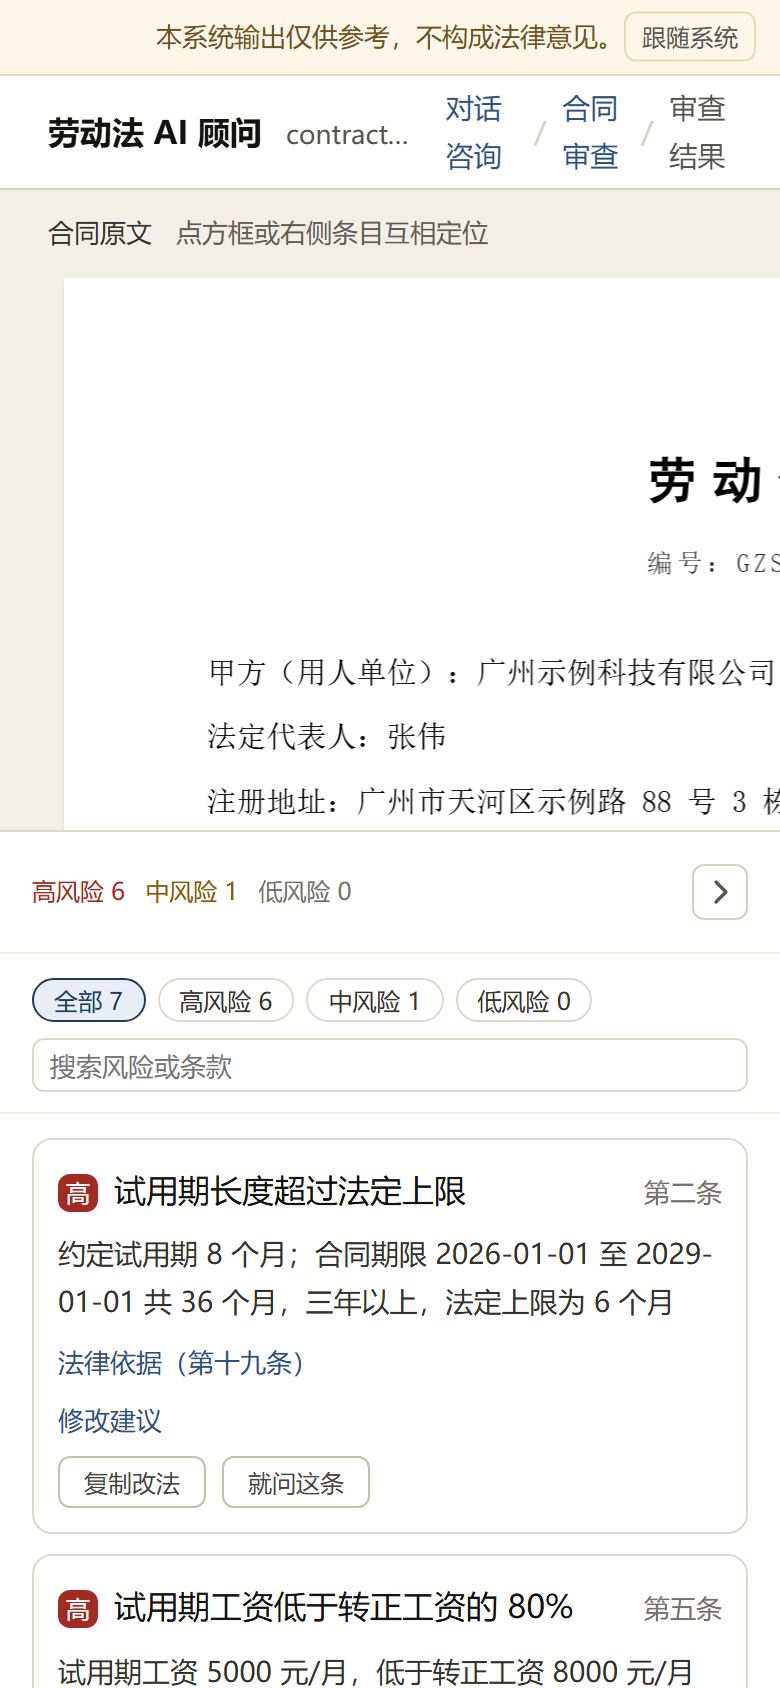 本系统输出仅供参考，不构成法律意见。 跟随系统
劳动法 AI 顾问 contract... 对话咨询 / 合同审查 / 审查结果
合同原文 点方框或右侧条目互相定位
劳 动
编号：GZS
甲方（用人单位）：广州示例科技有限公司
法定代表人：张伟
注册地址：广州市天河区示例路 88 号 3
高风险 6 中风险 1 低风险 0
全部 7 高风险 6 中风险 1 低风险 0
搜索风险或条款
高 试用期长度超过法定上限 第二条
约定试用期 8 个月；合同期限 2026-01-01 至 2029-
01-01 共 36 个月，三年以上，法定上限为 6 个月
法律依据（第十九条）
修改建议
复制改法 就问这条
高 试用期工资低于转正工资的 80% 第五条
试用期工资 5000 元/月，低于转正工资 8000 元/月